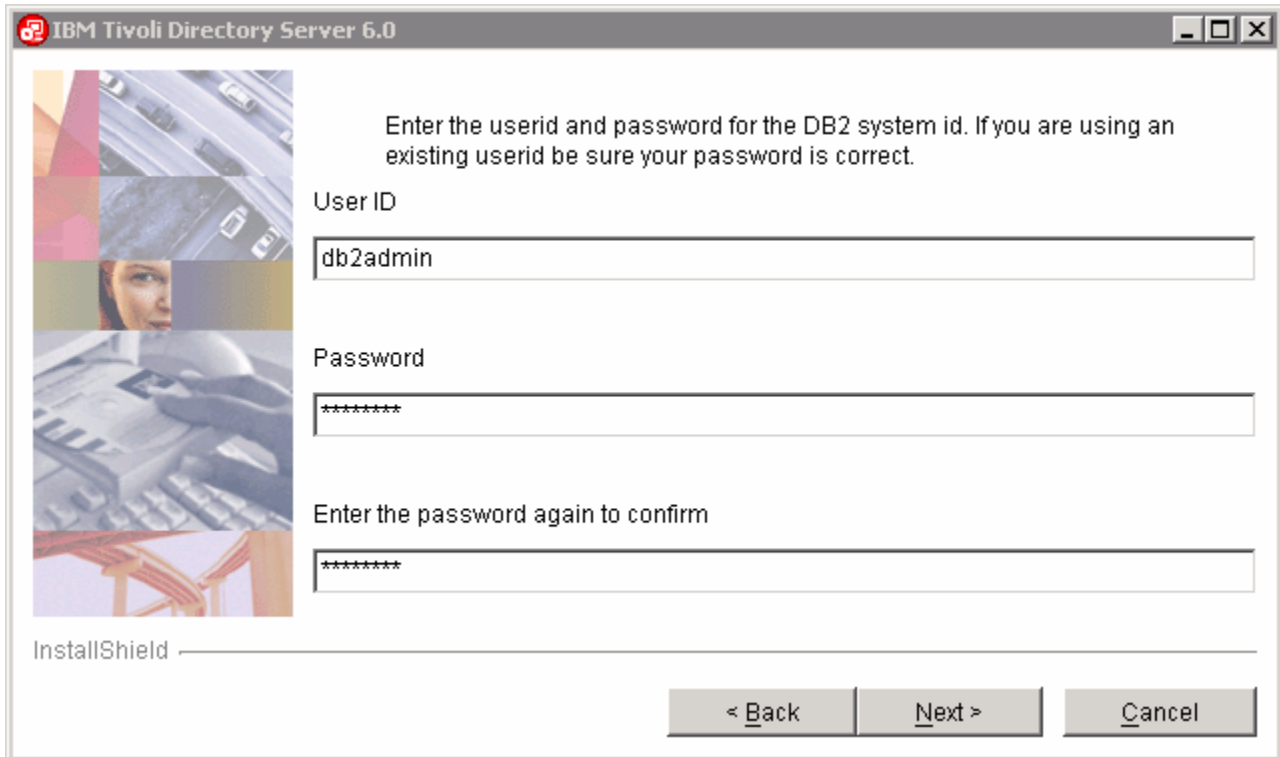 IBM Tivoli Directory Server 6.0
Enter the userid and password for the DB2 system id. If you are using an
existing userid be sure your password is correct.
User ID
db2admin
Password
********
Enter the password again to confirm
********
InstallShield
< Back Next > Cancel